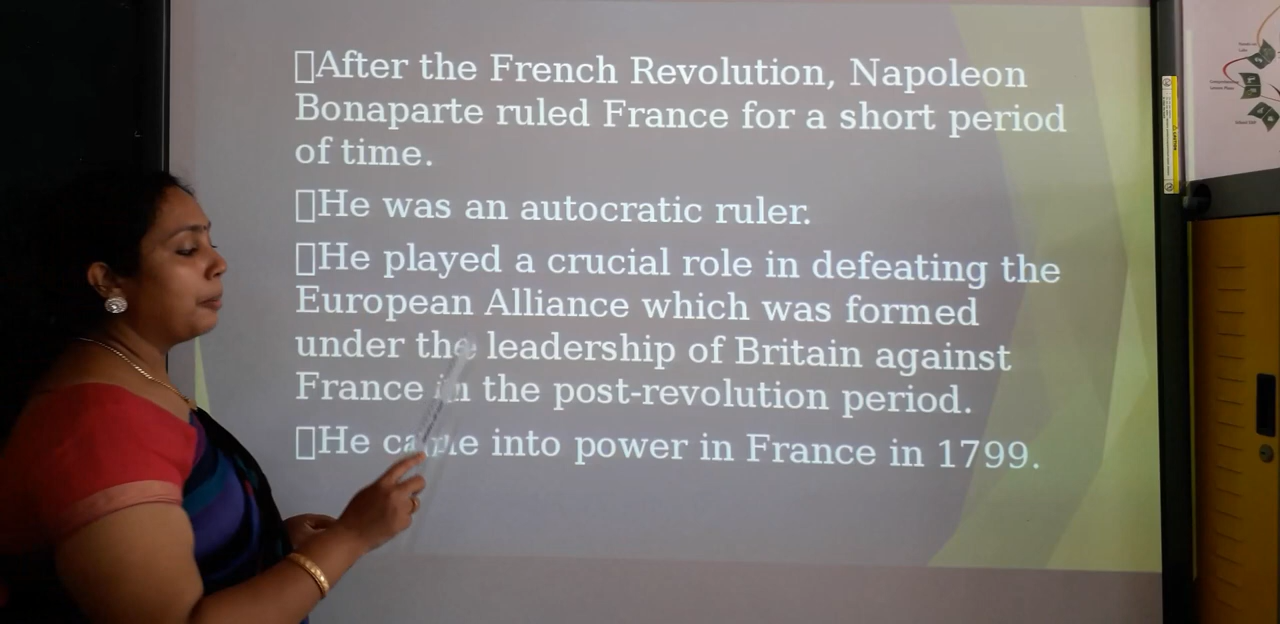 ▯After the French Revolution, Napoleon
Bonaparte ruled France for a short period
of time.
▯He was an autocratic ruler.
▯He played a crucial role in defeating the
European Alliance which was formed
under the leadership of Britain against
France in the post-revolution period.
▯He came into power in France in 1799.